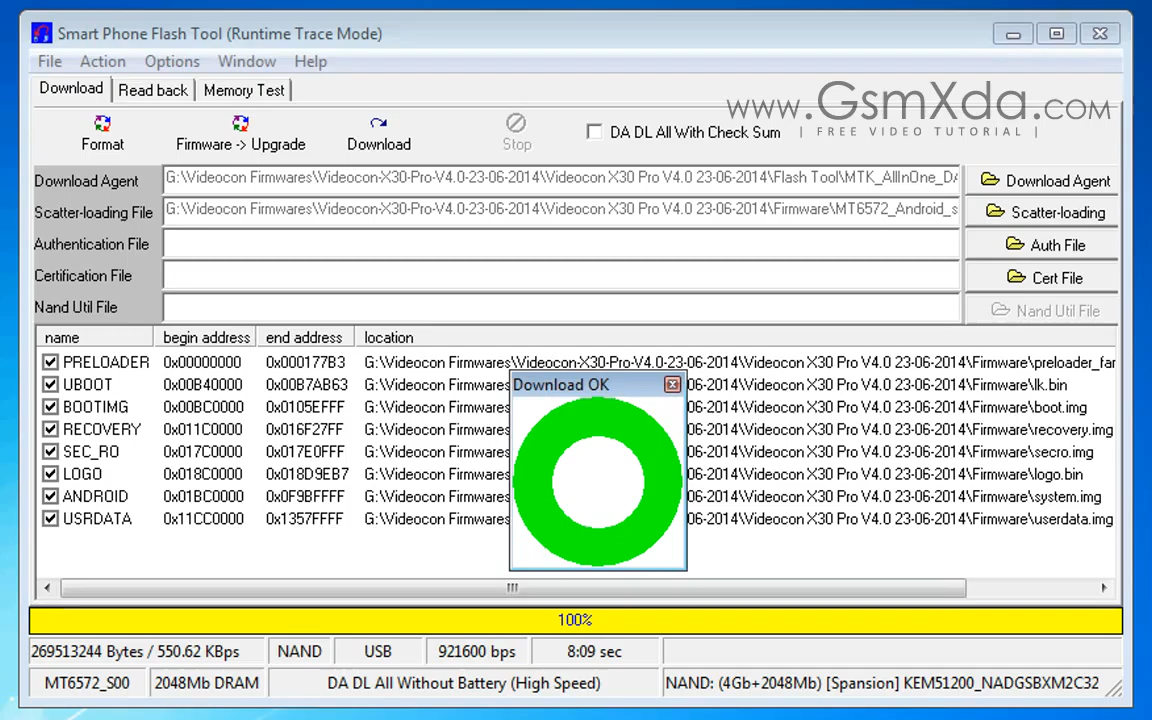 Smart Phone Flash Tool (Runtime Trace Mode)
File Action Options Window Help
Download Read back Memory Test
www.GsmXda.com
| FREE VIDEO TUTORIAL |
Format Firmware -> Upgrade Download Stop DA DL All With Check Sum
Download Agent G:\Videocon Firmwares\Videocon-X30-Pro-V4.0-23-06-2014\Videocon X30 Pro V4.0 23-06-2014\Flash Tool\MTK_AllInOne_DA Download Agent
Scatter-loading File G:\Videocon Firmwares\Videocon-X30-Pro-V4.0-23-06-2014\Videocon X30 Pro V4.0 23-06-2014\Firmware\MT6572_Android_s Scatter-loading
Authentication File Auth File
Certification File Cert File
Nand Util File Nand Util File
name begin address end address location
PRELOADER 0x00000000 0x000177B3 G:\Videocon Firmwares\Videocon-X30-Pro-V4.0-23-06-2014\Videocon X30 Pro V4.0 23-06-2014\Firmware\preloader_far
Download OK
UBOOT 0x00B40000 0x00B7AB63 G:\Videocon Firmwares -06-2014\Videocon X30 Pro V4.0 23-06-2014\Firmware\lk.bin
BOOTIMG 0x00BC0000 0x0105EFFF G:\Videocon Firmwares -06-2014\Videocon X30 Pro V4.0 23-06-2014\Firmware\boot.img
RECOVERY 0x011C0000 0x016F27FF G:\Videocon Firmwares -06-2014\Videocon X30 Pro V4.0 23-06-2014\Firmware\recovery.img
SEC_RO 0x017C0000 0x017E0FFF G:\Videocon Firmwares -06-2014\Videocon X30 Pro V4.0 23-06-2014\Firmware\secro.img
LOGO 0x018C0000 0x018D9EB7 G:\Videocon Firmwares -06-2014\Videocon X30 Pro V4.0 23-06-2014\Firmware\logo.bin
ANDROID 0x01BC0000 0x0F9BFFFF G:\Videocon Firmwares -06-2014\Videocon X30 Pro V4.0 23-06-2014\Firmware\system.img
USRDATA 0x11CC0000 0x1357FFFF G:\Videocon Firmwares -06-2014\Videocon X30 Pro V4.0 23-06-2014\Firmware\userdata.img
100%
269513244 Bytes / 550.62 KBps NAND USB 921600 bps 8:09 sec
MT6572_S00 2048Mb DRAM DA DL All Without Battery (High Speed) NAND: (4Gb+2048Mb) [Spansion] KEM51200_NADGSBXM2C32